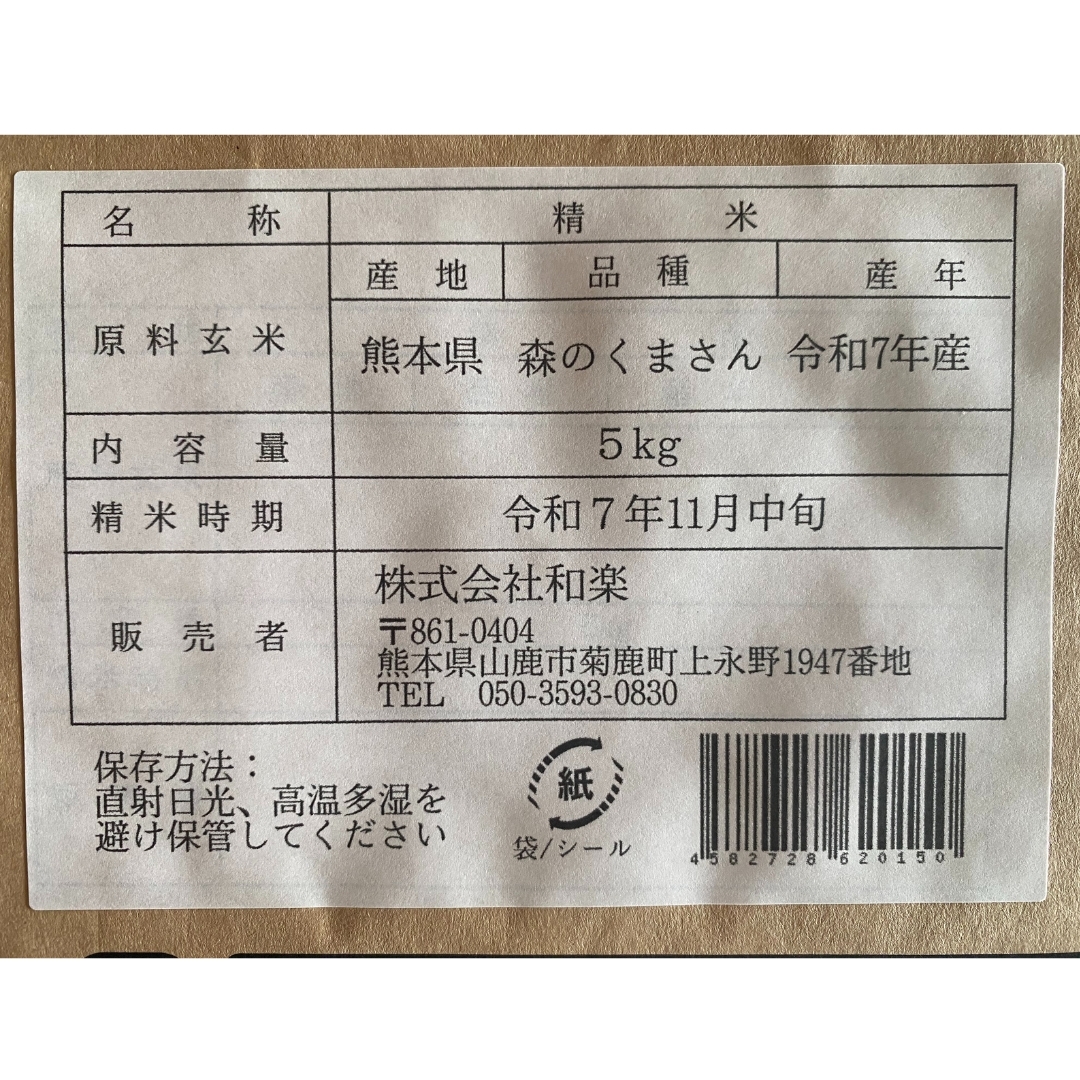 名称 精米
産地 品種 産年
原料玄米 熊本県 森のくまさん 令和7年産
内容量 5kg
精米時期 令和7年11月中旬
販売者 株式会社和楽
〒861-0404
熊本県山鹿市菊鹿町上永野1947番地
TEL 050-3593-0830
保存方法：
直射日光、高温多湿を
避け保管してください
紙
袋/シール
4582728620150